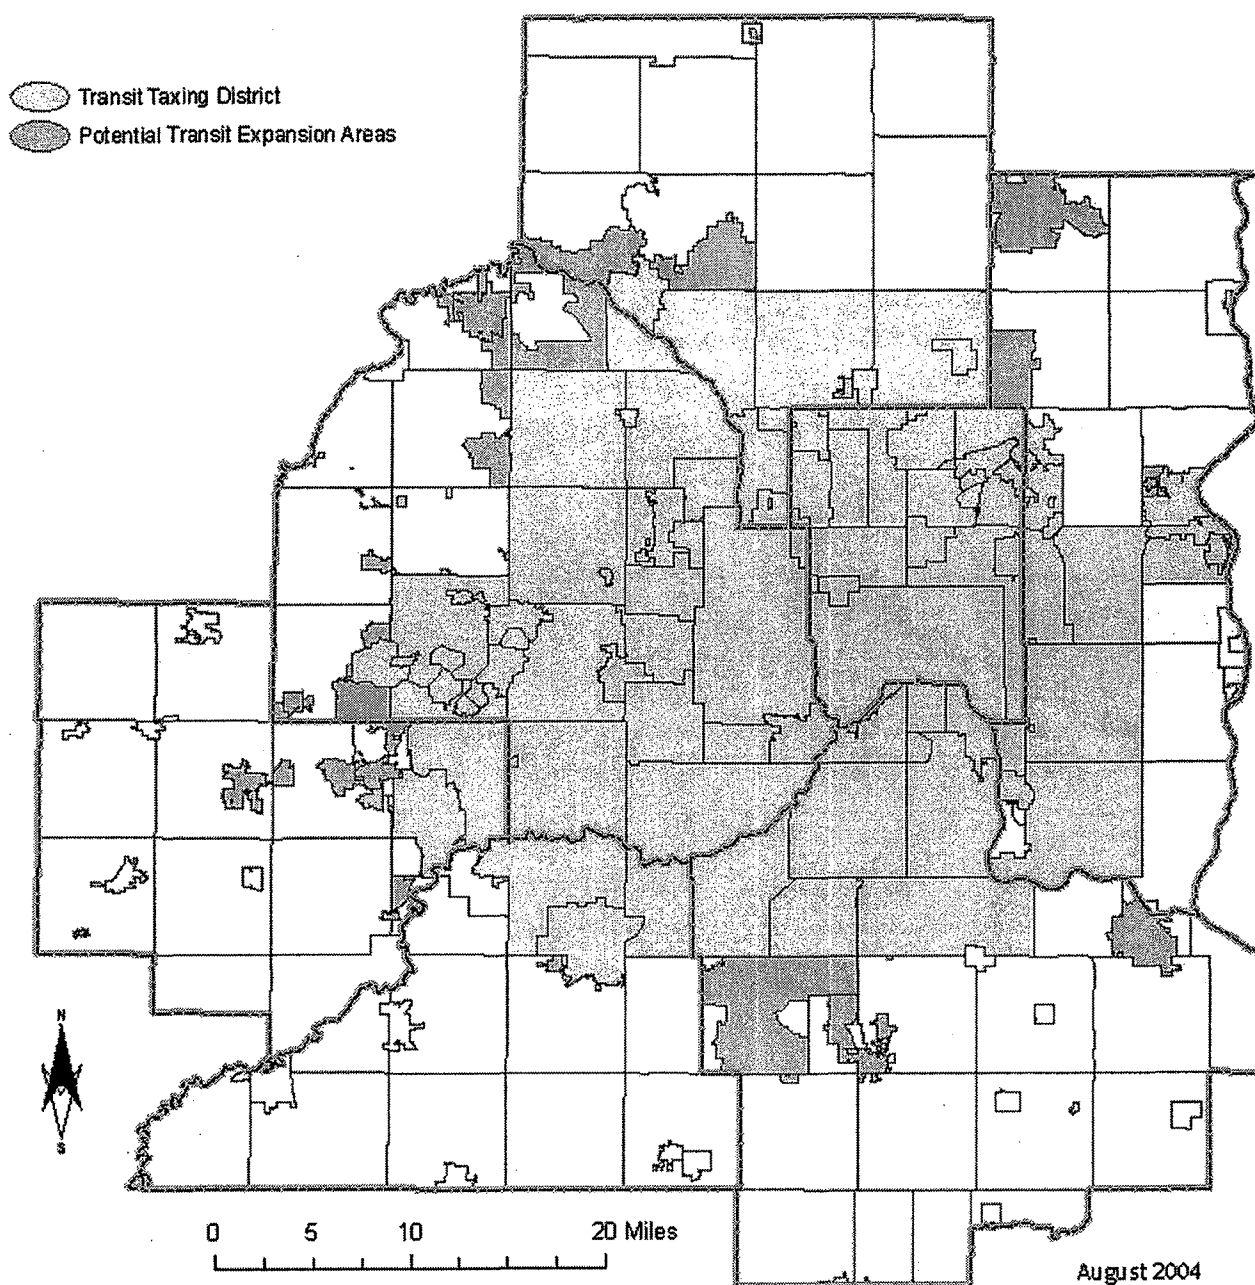 Transit Taxing District
Potential Transit Expansion Areas
N
S
0 5 10 20 Miles
August 2004